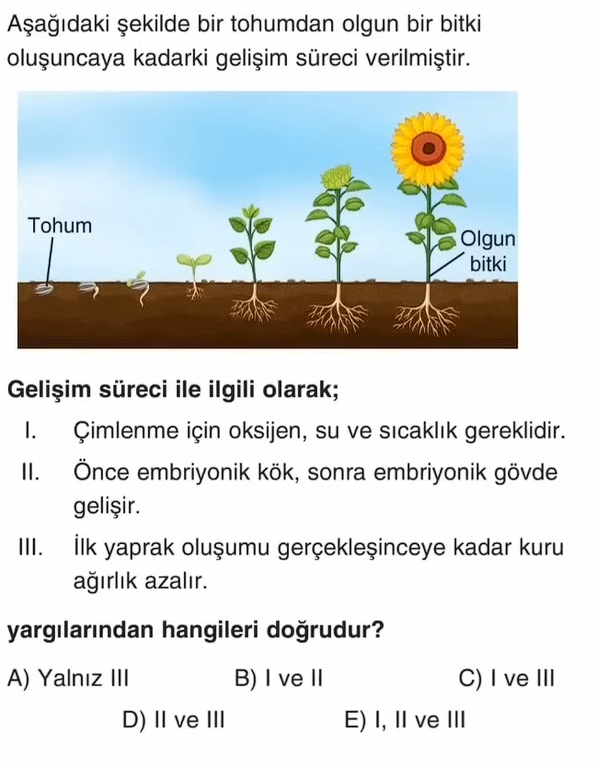 Aşağıdaki şekilde bir tohumdan olgun bir bitki
oluşuncaya kadarki gelişim süreci verilmiştir.
Tohum
Olgun
bitki
Gelişim süreci ile ilgili olarak;
I. Çimlenme için oksijen, su ve sıcaklık gereklidir.
II. Önce embriyonik kök, sonra embriyonik gövde
gelişir.
III. İlk yaprak oluşumu gerçekleşinceye kadar kuru
ağırlık azalır.
yargılarından hangileri doğrudur?
A) Yalnız III B) I ve II C) I ve III
D) II ve III E) I, II ve III